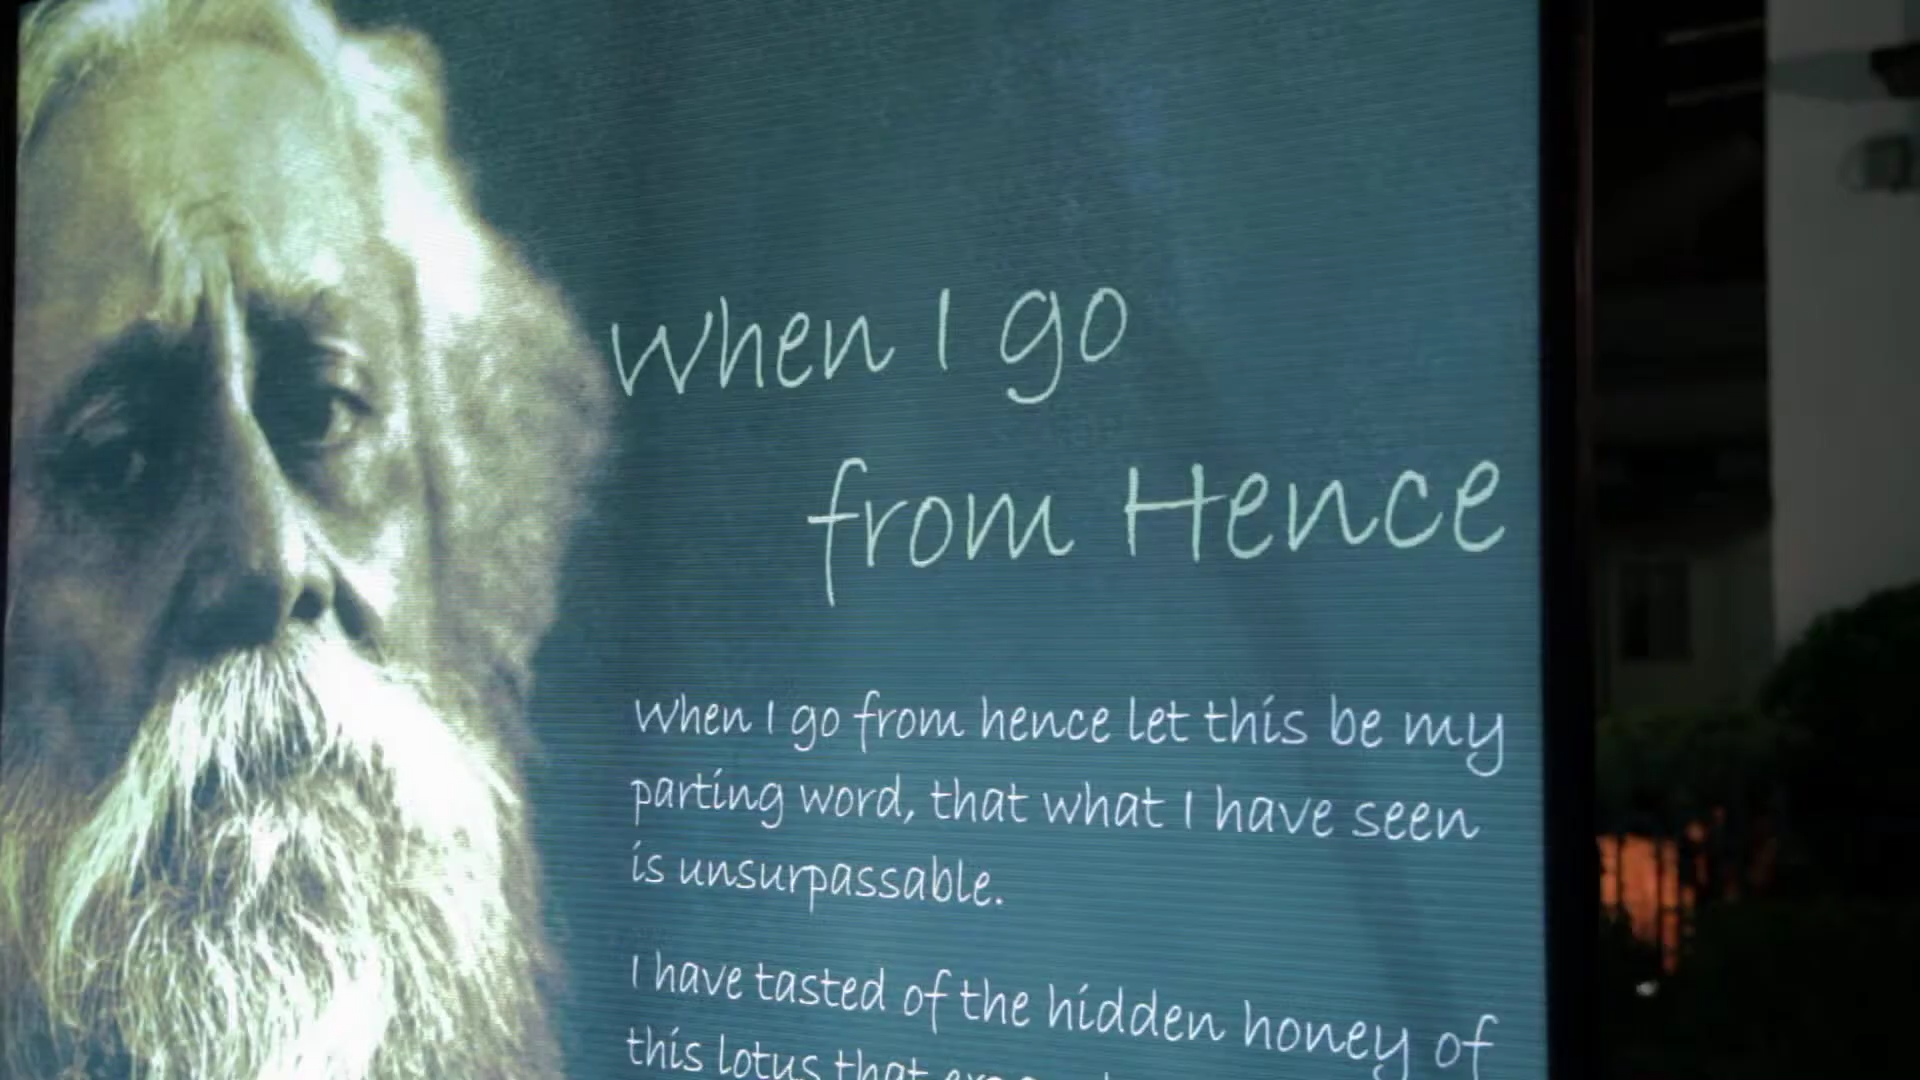 When I go
from Hence
When I go from hence let this be my
parting word, that what I have seen
is unsurpassable.
I have tasted of the hidden honey of
this lotus that